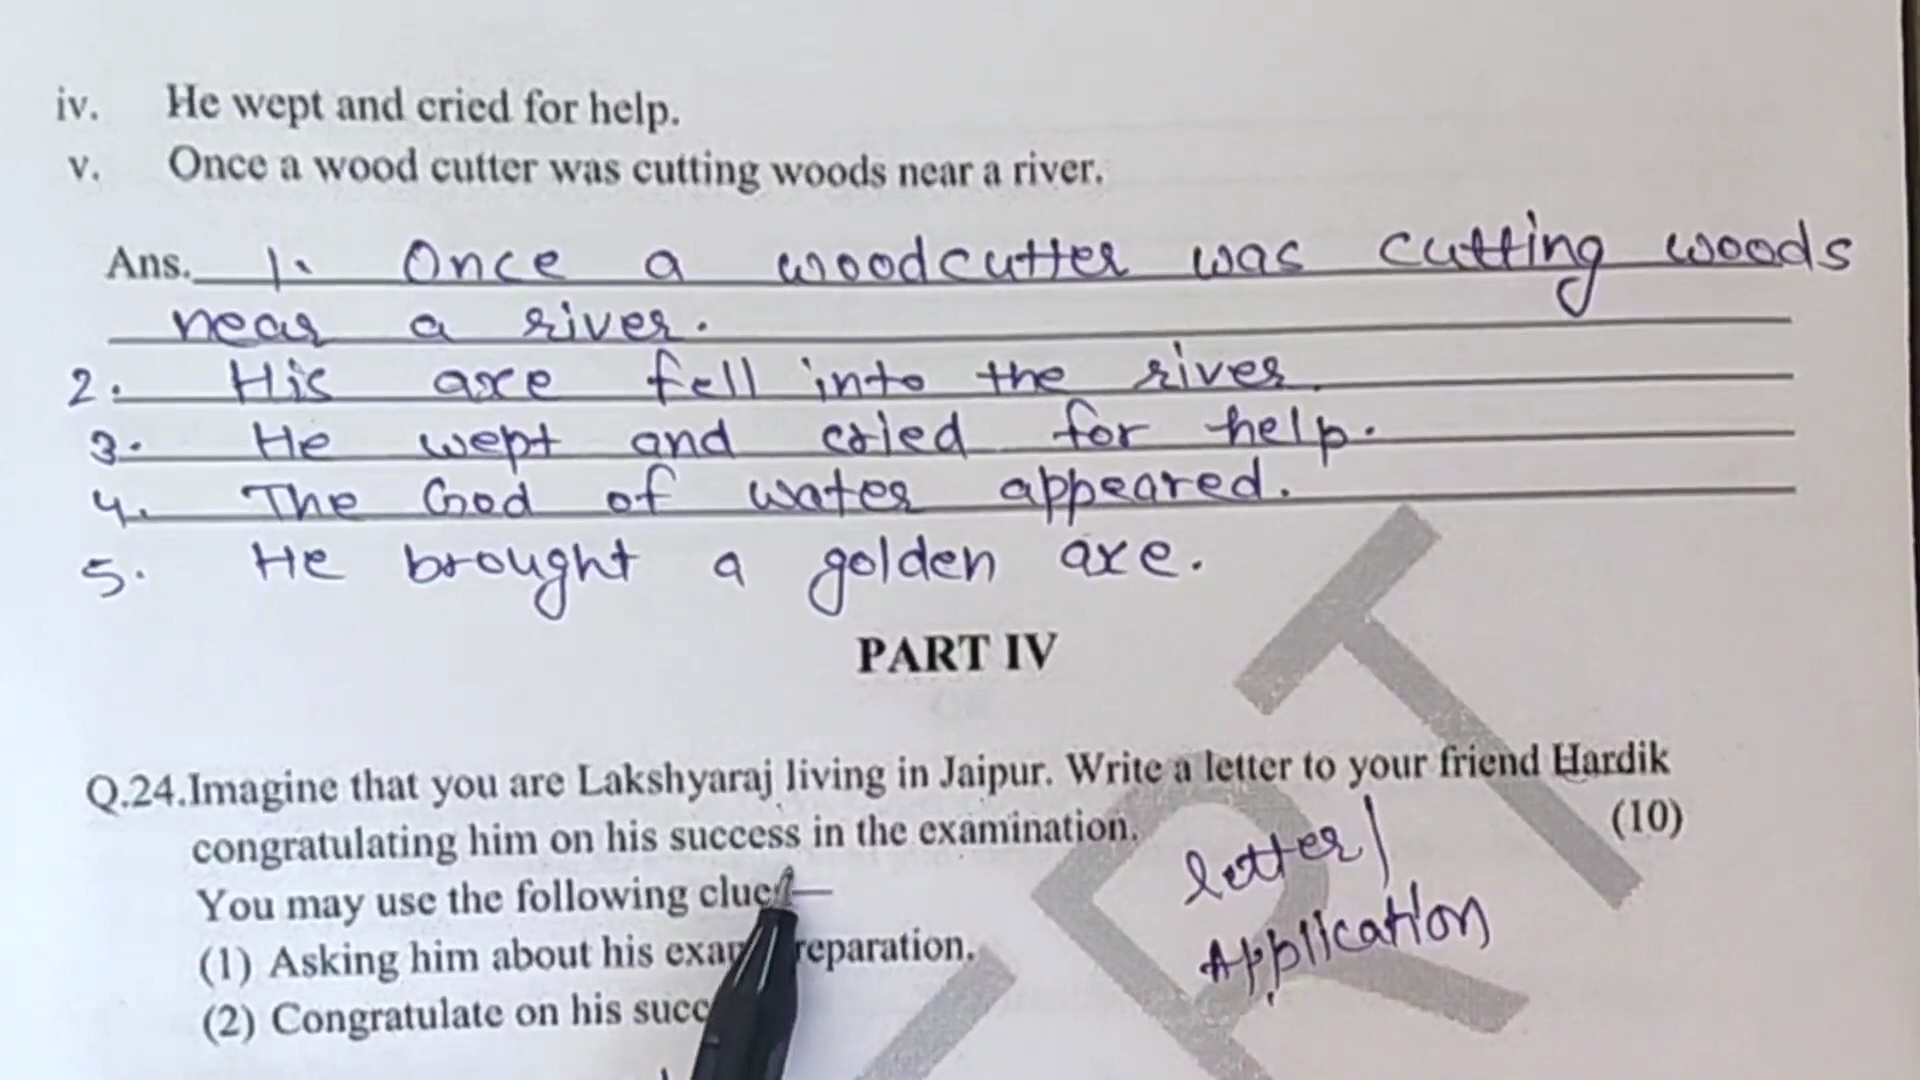 iv. He wept and cried for help.
v. Once a wood cutter was cutting woods near a river.
Ans. 1. Once a woodcutter was cutting woods
near a river.
2. His axe fell into the river.
3. He wept and cried for help.
4. The God of water appeared.
5. He brought a golden axe.
PART IV
Q.24.Imagine that you are Lakshyaraj living in Jaipur. Write a letter to your friend Hardik
congratulating him on his success in the examination. (10)
letter/
Application
You may use the following
(1) Asking him about his
(2) Congratulate on his
RT